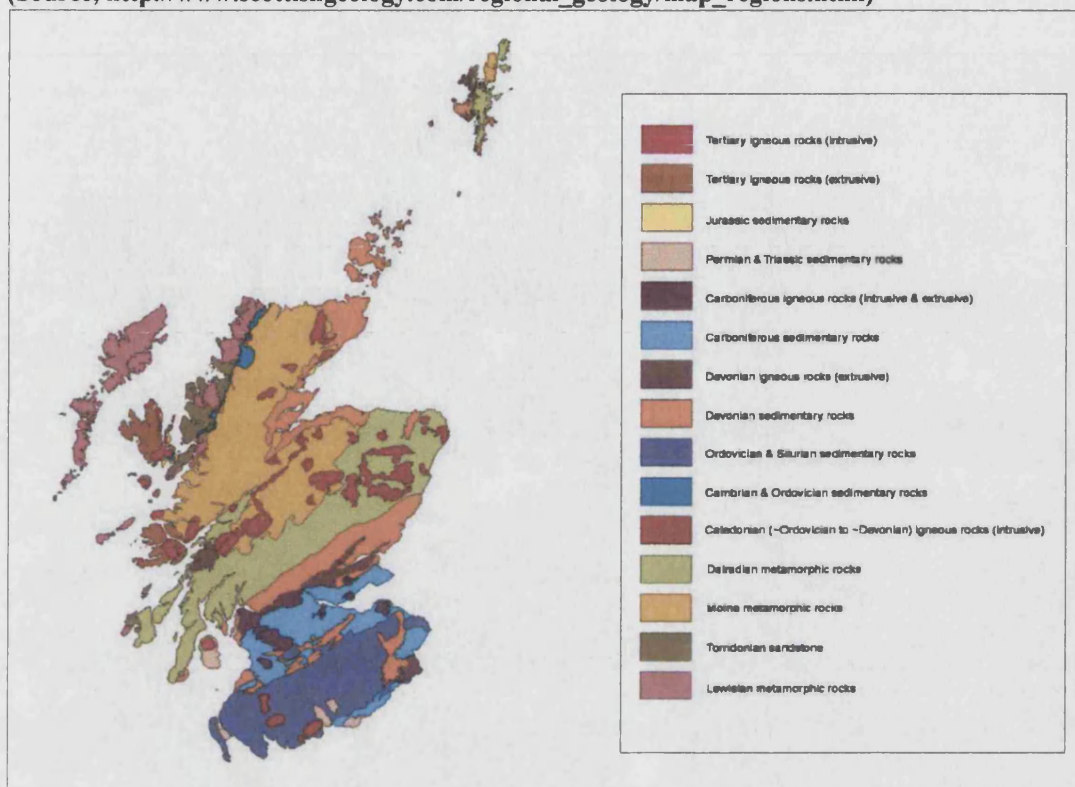 Tertiary igneous rocks (intrusive)
Tertiary igneous rocks (extrusive)
Jurassic sedimentary rocks
Permian & Triassic sedimentary rocks
Carboniferous igneous rocks (intrusive & extrusive)
Carboniferous sedimentary rocks
Devonian igneous rocks (extrusive)
Devonian sedimentary rocks
Ordovician & Silurian sedimentary rocks
Cambrian & Ordovician sedimentary rocks
Caledonian (~Ordovician to ~Devonian) igneous rocks (intrusive)
Dalradian metamorphic rocks
Moine metamorphic rocks
Torridonian sandstone
Lewisian metamorphic rocks